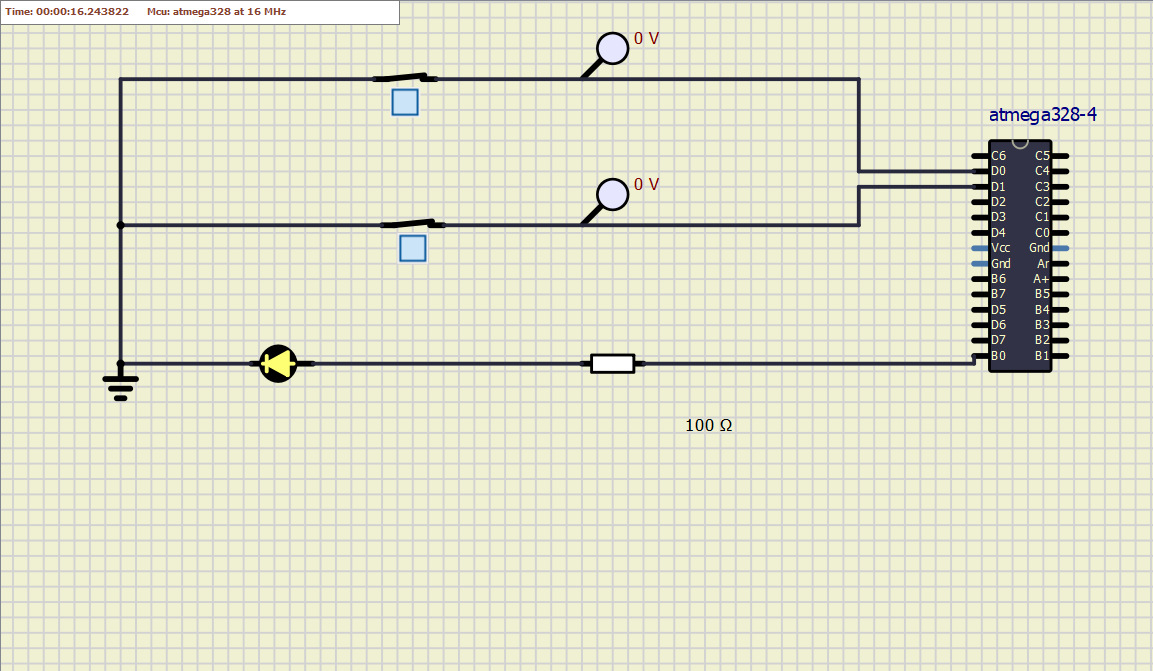 Time: 00:00:16.243822 Mcu: atmega328 at 16 MHz
0 V
atmega328-4
C6 C5
D0 C4
0 V
D1 C3
D2 C2
D3 C1
D4 C0
Vcc Gnd
Gnd Ar
B6 A+
B7 B5
D5 B4
D6 B3
D7 B2
B0 B1
100 Ω